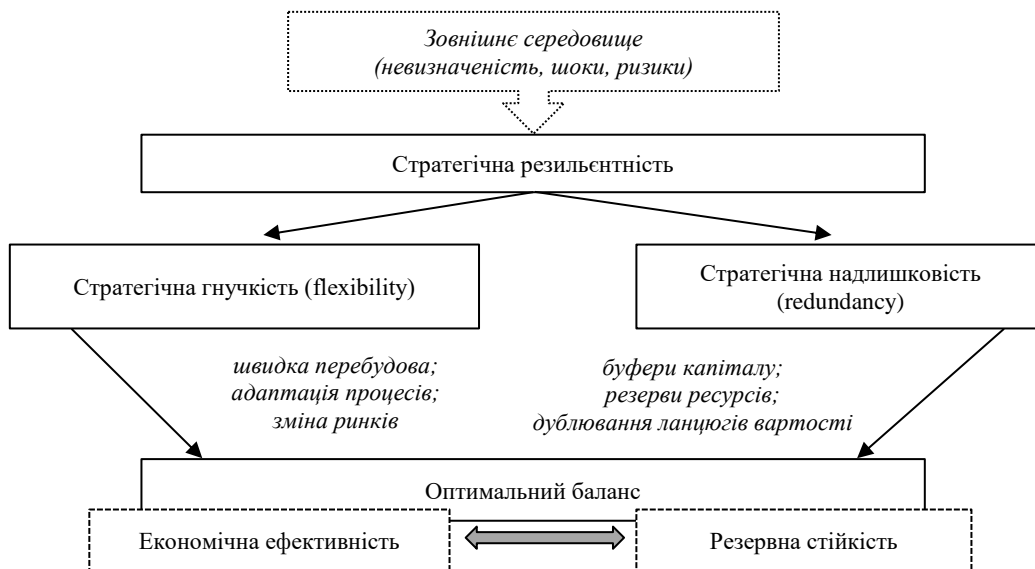 Зовнішнє середовище
(невизначеність, шоки, ризики)
Стратегічна резильєнтність
Стратегічна гнучкість (flexibility)
Стратегічна надлишковість
(redundancy)
швидка перебудова;
адаптація процесів;
зміна ринків
буфери капіталу;
резерви ресурсів;
дублювання ланцюгів вартості
Оптимальний баланс
Економічна ефективність
Резервна стійкість